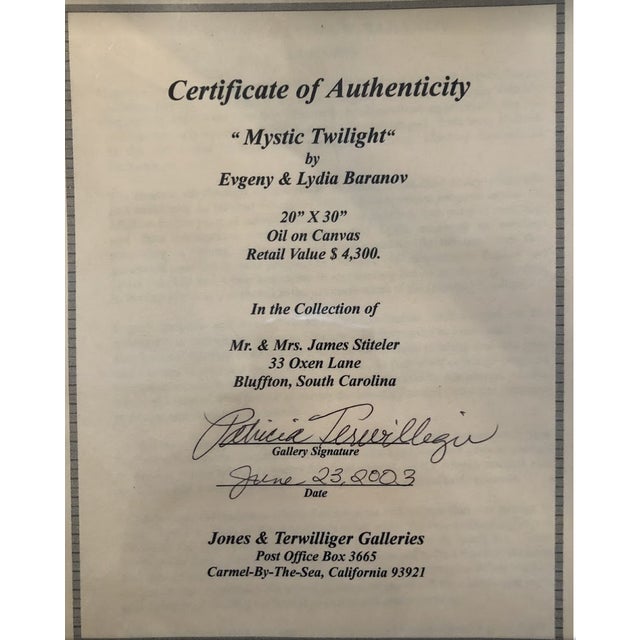 Certificate of Authenticity
“ Mystic Twilight“
by
Evgeny & Lydia Baranov
20” X 30”
Oil on Canvas
Retail Value $ 4,300.
In the Collection of
Mr. & Mrs. James Stiteler
33 Oxen Lane
Bluffton, South Carolina
Patricia Terwilliger
Gallery Signature
June 23, 2003
Date
Jones & Terwilliger Galleries
Post Office Box 3665
Carmel-By-The-Sea, California 93921